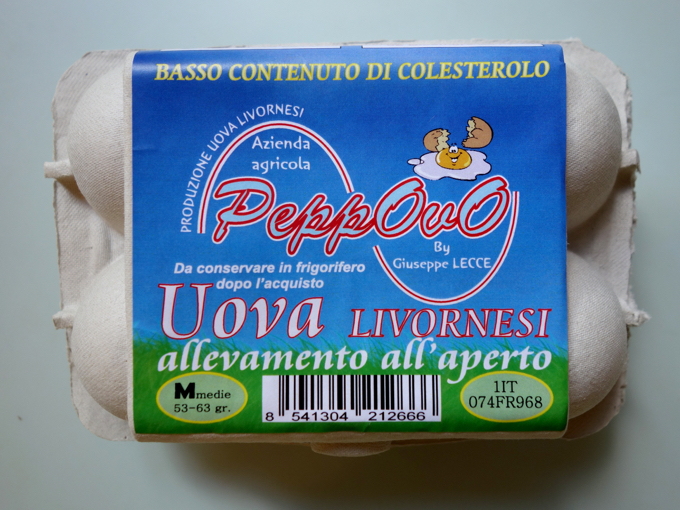 BASSO CONTENUTO DI COLESTEROLO
PRODUZIONE UOVA LIVORNESI
Azienda
agricola
PeppOvO
By
Giuseppe LECCE
Da conservare in frigorifero
dopo l'acquisto
Uova LIVORNESI
allevamento all'aperto
M medie
53-63 gr.
8 541304 212666
1IT
074FR968